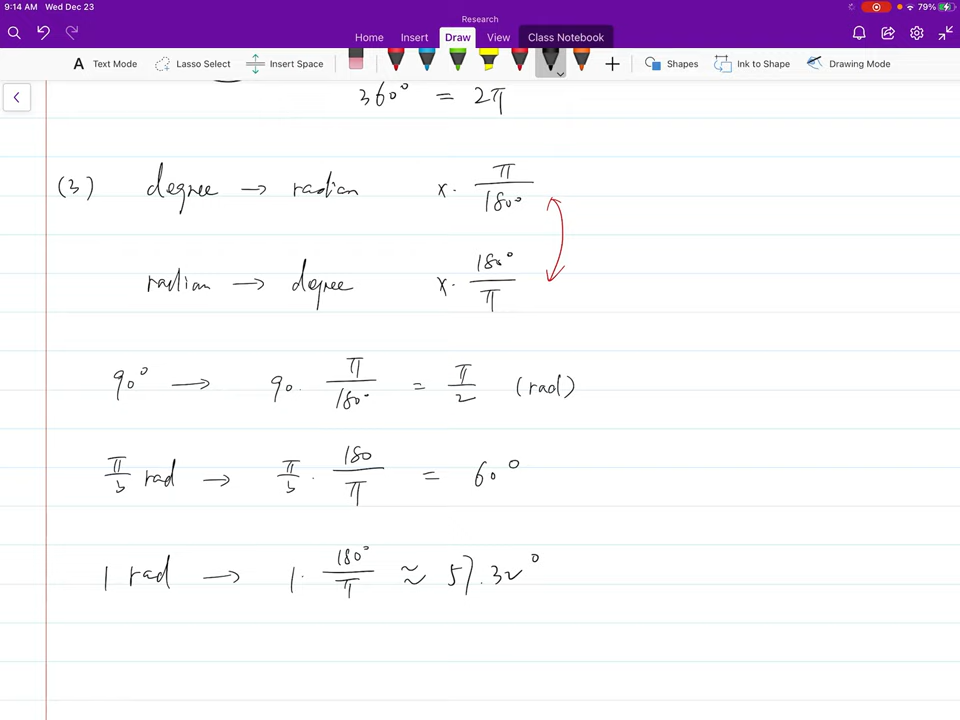 9:14 AM Wed Dec 23
79%
Research
Home Insert Draw View Class Notebook
A Text Mode Lasso Select Insert Space Shapes Ink to Shape Drawing Mode
360° = 2π
(3) degree → radian x · π/180°
radian → degree x · 180°/π
90° → 90 · π/180° = π/2 (rad)
π/3 rad → π/3 · 180/π = 60°
1 rad → 1 · 180°/π ≈ 57.32°